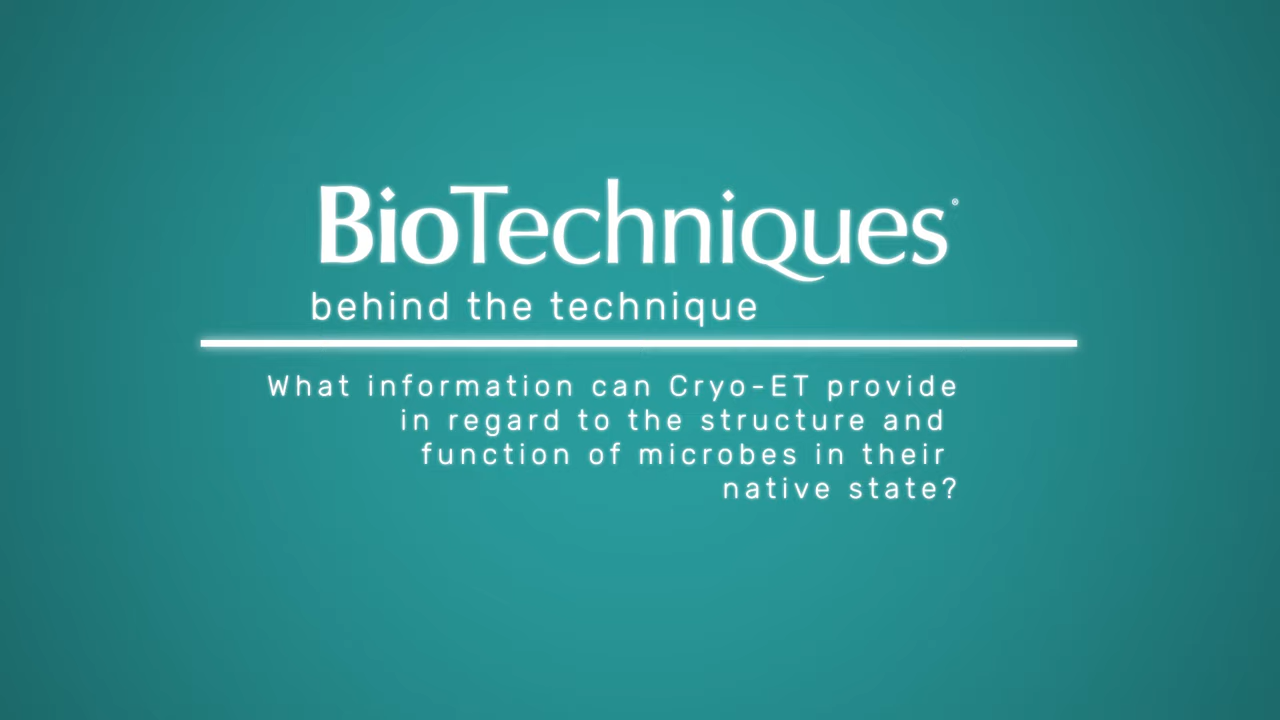 BioTechniques®
behind the technique
What information can Cryo-ET provide
in regard to the structure and
function of microbes in their
native state?